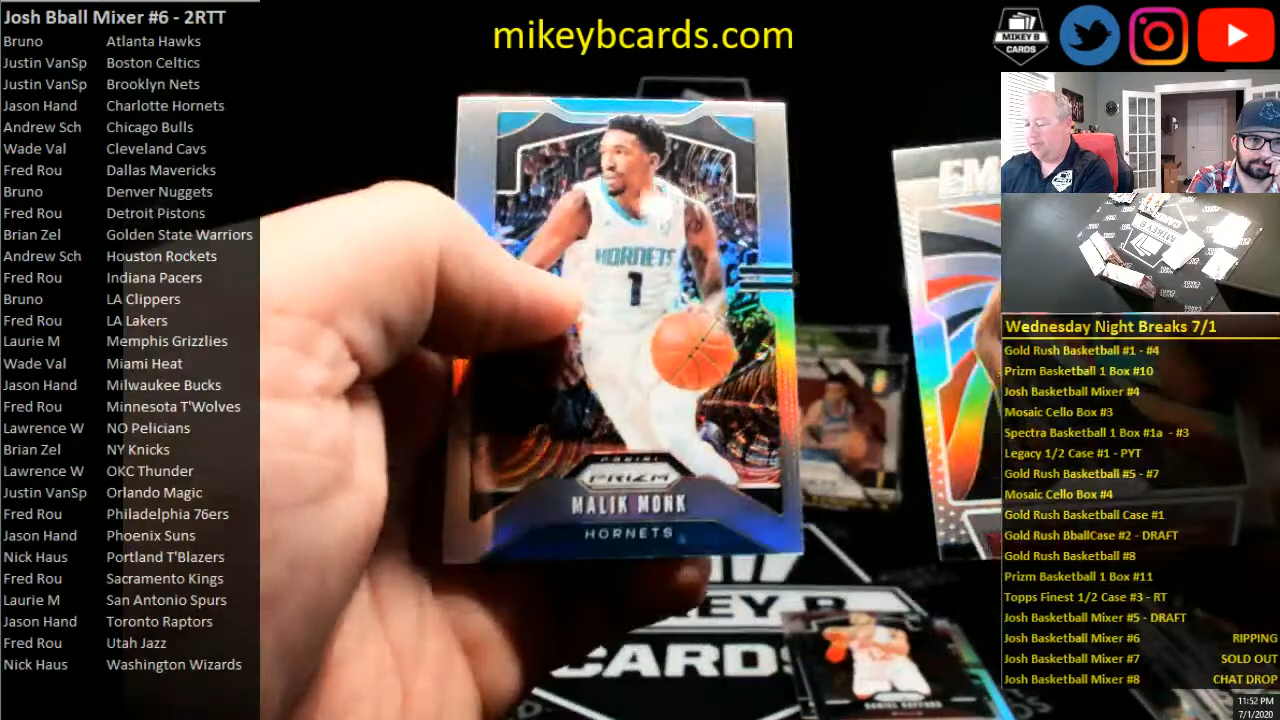 Josh Bball Mixer #6 - 2RTT
Bruno Atlanta Hawks
Justin VanSp Boston Celtics
Justin VanSp Brooklyn Nets
Jason Hand Charlotte Hornets
Andrew Sch Chicago Bulls
Wade Val Cleveland Cavs
Fred Rou Dallas Mavericks
Bruno Denver Nuggets
Fred Rou Detroit Pistons
Brian Zel Golden State Warriors
Andrew Sch Houston Rockets
Fred Rou Indiana Pacers
Bruno LA Clippers
Fred Rou LA Lakers
Laurie M Memphis Grizzlies
Wade Val Miami Heat
Jason Hand Milwaukee Bucks
Fred Rou Minnesota T'Wolves
Lawrence W NO Pelicians
Brian Zel NY Knicks
Lawrence W OKC Thunder
Justin VanSp Orlando Magic
Fred Rou Philadelphia 76ers
Jason Hand Phoenix Suns
Nick Haus Portland T'Blazers
Fred Rou Sacramento Kings
Laurie M San Antonio Spurs
Jason Hand Toronto Raptors
Fred Rou Utah Jazz
Nick Haus Washington Wizards
mikeybcards.com
MIKEY B
CARDS
EM
HORNETS
1
PANINI
PRIZM
MALIK MONK
HORNETS
EY B
CARDS
DANIEL GAFFORD
MIKEY B
Wednesday Night Breaks 7/1
Gold Rush Basketball #1 - #4
Prizm Basketball 1 Box #10
Josh Basketball Mixer #4
Mosaic Cello Box #3
Spectra Basketball 1 Box #1a - #3
Legacy 1/2 Case #1 - PYT
Gold Rush Basketball #5 - #7
Mosaic Cello Box #4
Gold Rush Basketball Case #1
Gold Rush BballCase #2 - DRAFT
Gold Rush Basketball #8
Prizm Basketball 1 Box #11
Topps Finest 1/2 Case #3 - RT
Josh Basketball Mixer #5 - DRAFT
Josh Basketball Mixer #6 RIPPING
Josh Basketball Mixer #7 SOLD OUT
Josh Basketball Mixer #8 CHAT DROP
11:52 PM
7/1/2020